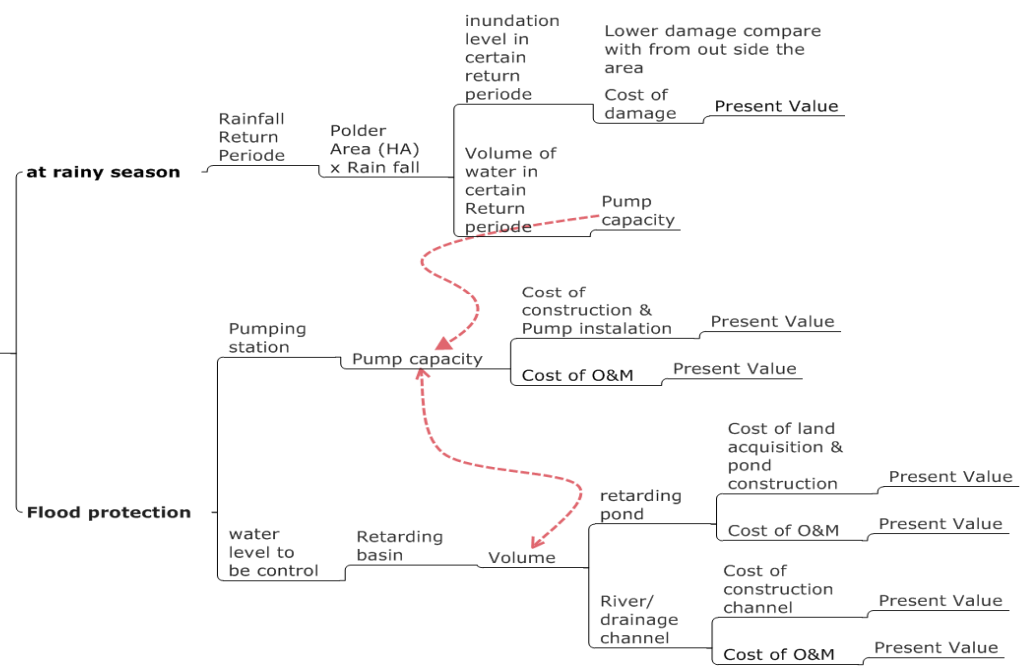 inundation
level in
certain
return
periode
Lower damage compare
with from out side the
area
Cost of
damage
Present Value
Rainfall
Return
Periode
Polder
Area (HA)
x Rain fall
at rainy season
Volume of
water in
certain
Return
periode
Pump
capacity
Pumping
station
Pump capacity
Cost of
construction &
Pump instalation
Present Value
Cost of O&M
Present Value
Flood protection
water
level to
be control
Retarding
basin
Volume
retarding
pond
Cost of land
acquisition &
pond
construction
Present Value
Cost of O&M
Present Value
River/
drainage
channel
Cost of
construction
channel
Present Value
Cost of O&M
Present Value